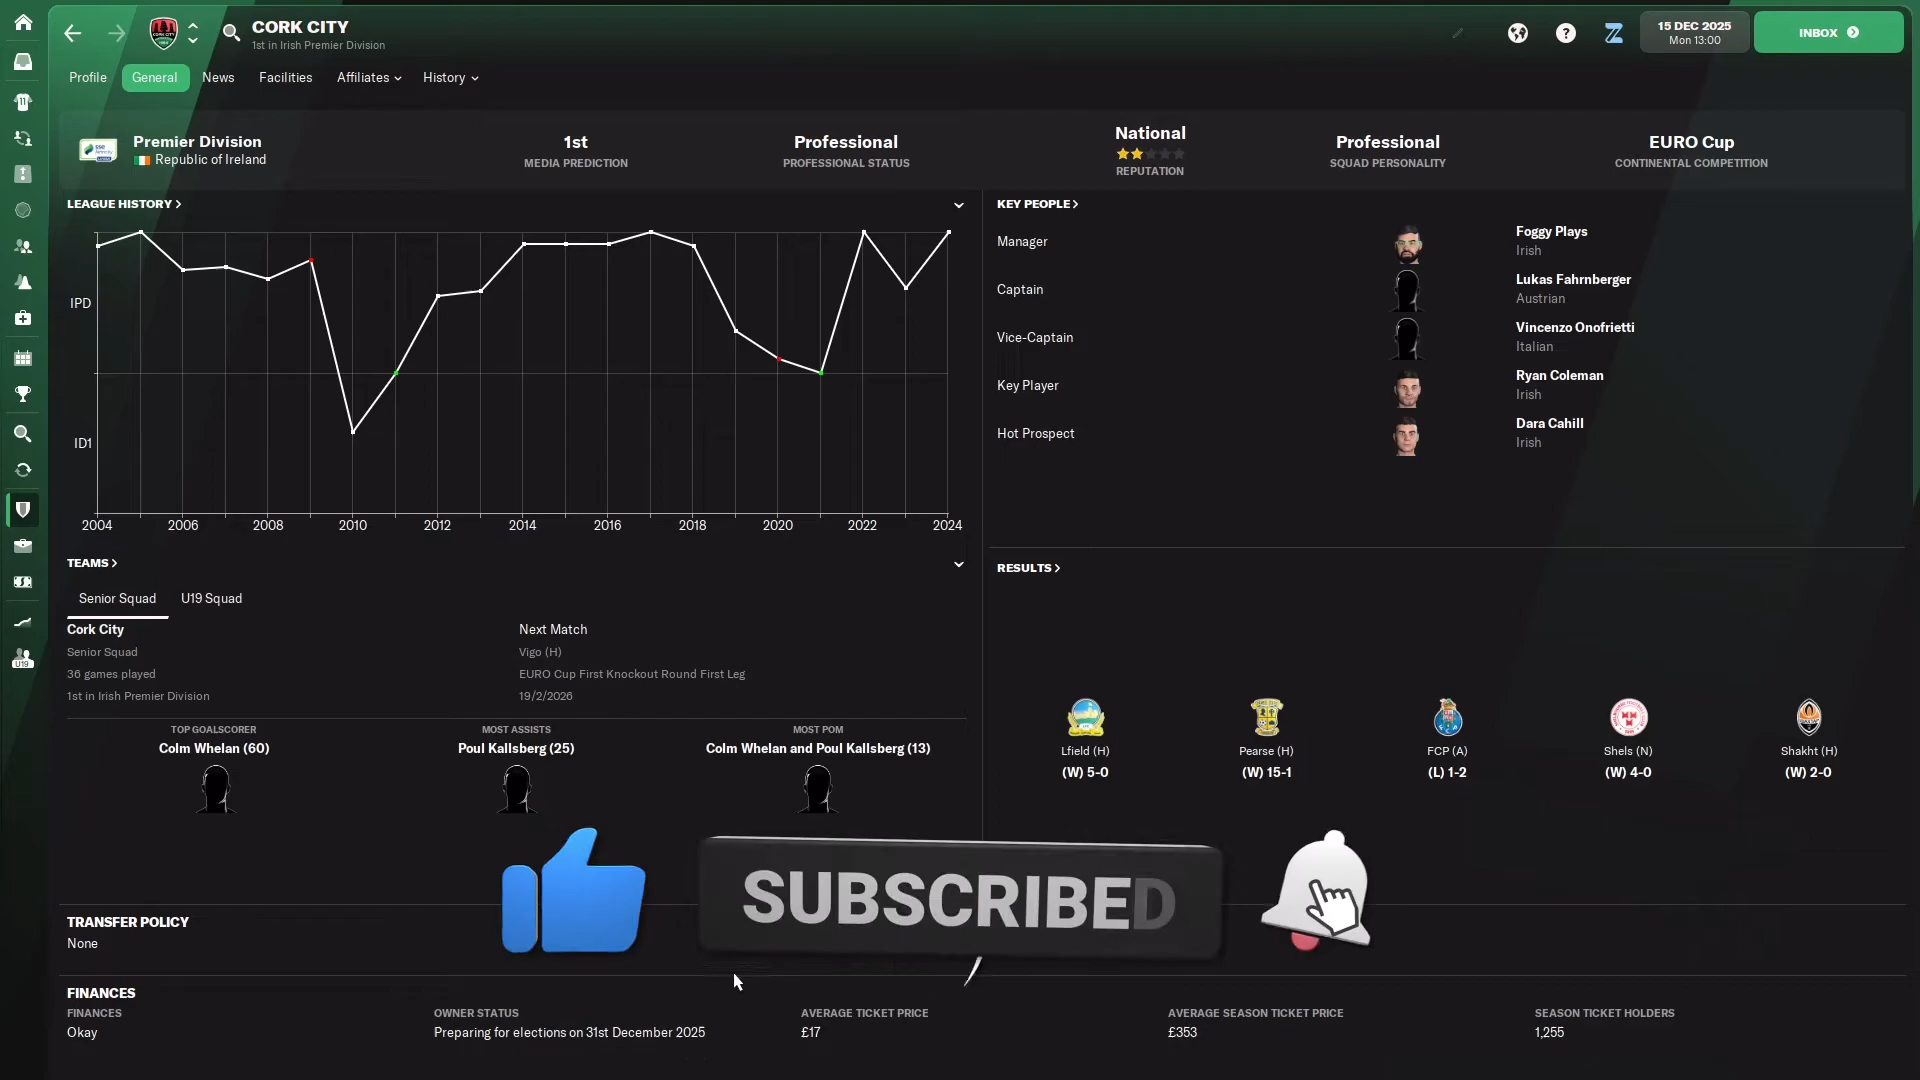 CORK CITY
1st in Irish Premier Division
15 DEC 2025
Mon 13:00
INBOX
Profile
General
News
Facilities
Affiliates
History
Premier Division
Republic of Ireland
1st
MEDIA PREDICTION
Professional
PROFESSIONAL STATUS
National
REPUTATION
Professional
SQUAD PERSONALITY
EURO Cup
CONTINENTAL COMPETITION
LEAGUE HISTORY
IPD
ID1
2004 2006 2008 2010 2012 2014 2016 2018 2020 2022 2024
KEY PEOPLE
Manager
Foggy Plays
Irish
Captain
Lukas Fahrnberger
Austrian
Vice-Captain
Vincenzo Onofrietti
Italian
Key Player
Ryan Coleman
Irish
Hot Prospect
Dara Cahill
Irish
TEAMS
Senior Squad
U19 Squad
Cork City
Senior Squad
36 games played
1st in Irish Premier Division
Next Match
Vigo (H)
EURO Cup First Knockout Round First Leg
19/2/2026
TOP GOALSCORER
Colm Whelan (60)
MOST ASSISTS
Poul Kallsberg (25)
MOST POM
Colm Whelan and Poul Kallsberg (13)
RESULTS
Lfield (H)
(W) 5-0
Pearse (H)
(W) 15-1
FCP (A)
(L) 1-2
Shels (N)
(W) 4-0
Shakht (H)
(W) 2-0
SUBSCRIBED
TRANSFER POLICY
None
FINANCES
FINANCES
Okay
OWNER STATUS
Preparing for elections on 31st December 2025
AVERAGE TICKET PRICE
£17
AVERAGE SEASON TICKET PRICE
£353
SEASON TICKET HOLDERS
1,255
U19